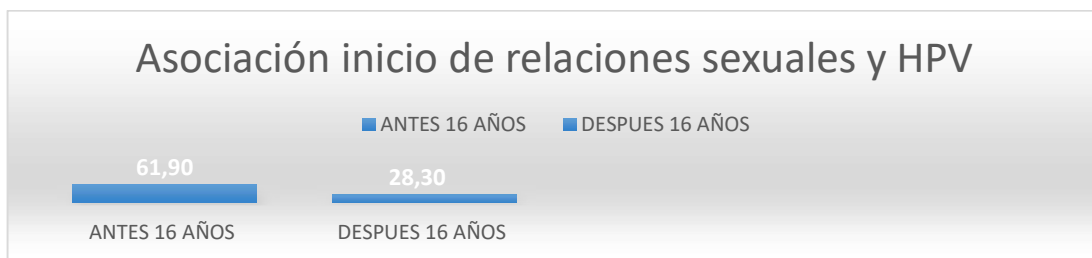 Asociación inicio de relaciones sexuales y HPV
ANTES 16 AÑOS DESPUES 16 AÑOS
61,90 28,30
ANTES 16 AÑOS DESPUES 16 AÑOS